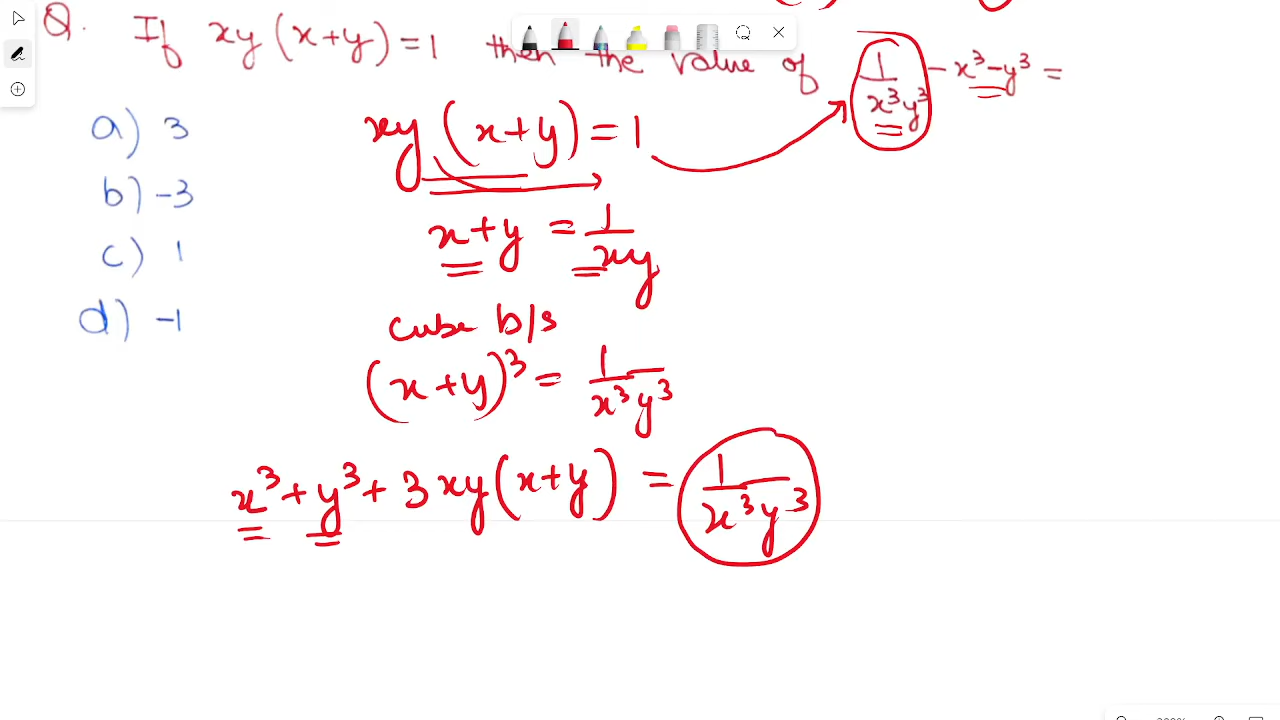 Q. If xy (x+y) = 1 then the value of 1/x³y³ - x³ - y³ =
a) 3
b) -3
c) 1
d) -1
xy (x+y) = 1
x+y = 1/xy
cube b/s
(x+y)³ = 1/x³y³
x³ + y³ + 3xy(x+y) = 1/x³y³